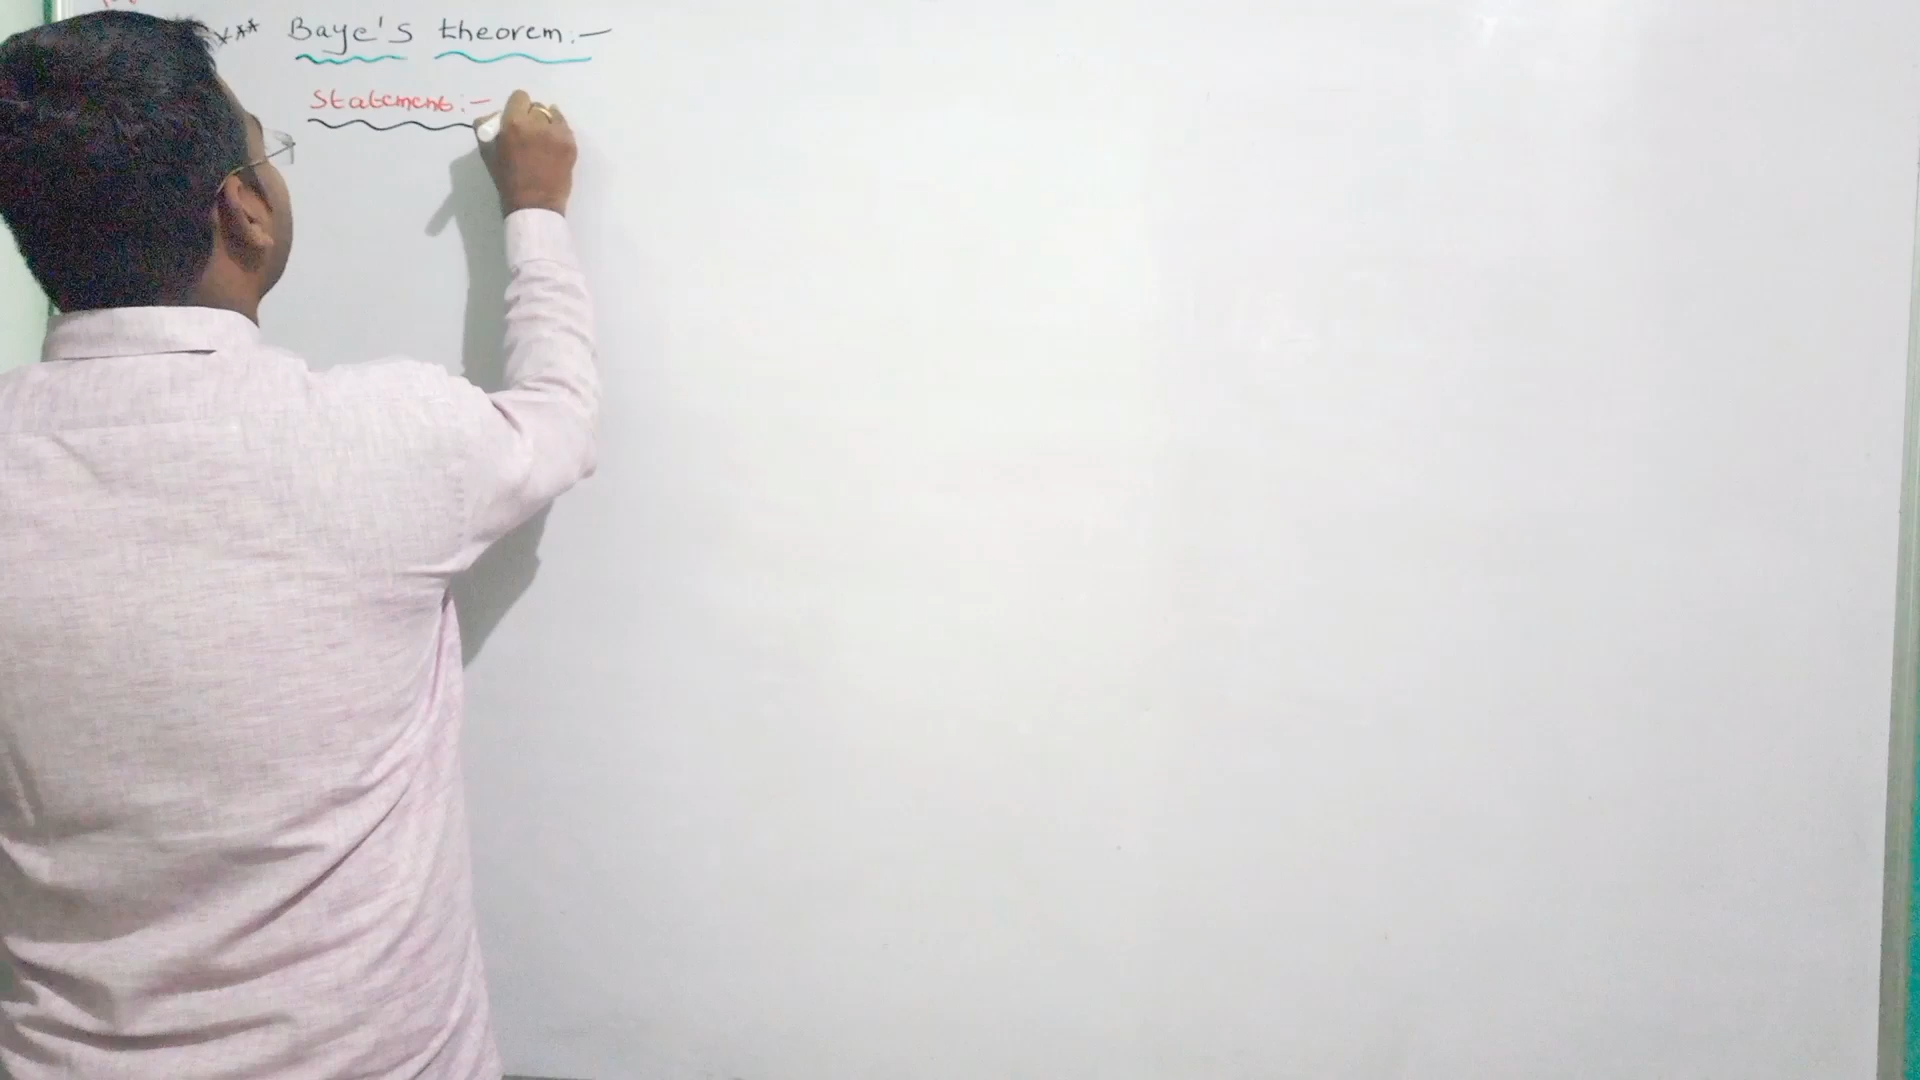 *** Baye's theorem:-
Statement:-